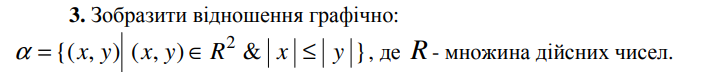 3. Зобразити відношення графічно:
α = {(x, y)| (x, y) ∈ R² & | x | ≤ | y |}, де R - множина дійсних чисел.